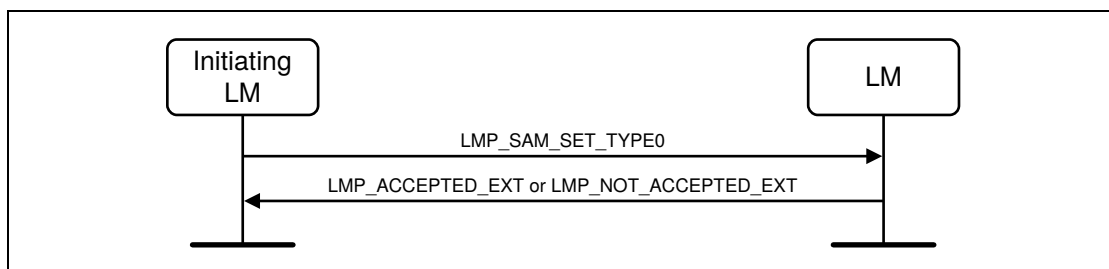 Initiating
LM
LM
LMP_SAM_SET_TYPE0
LMP_ACCEPTED_EXT or LMP_NOT_ACCEPTED_EXT